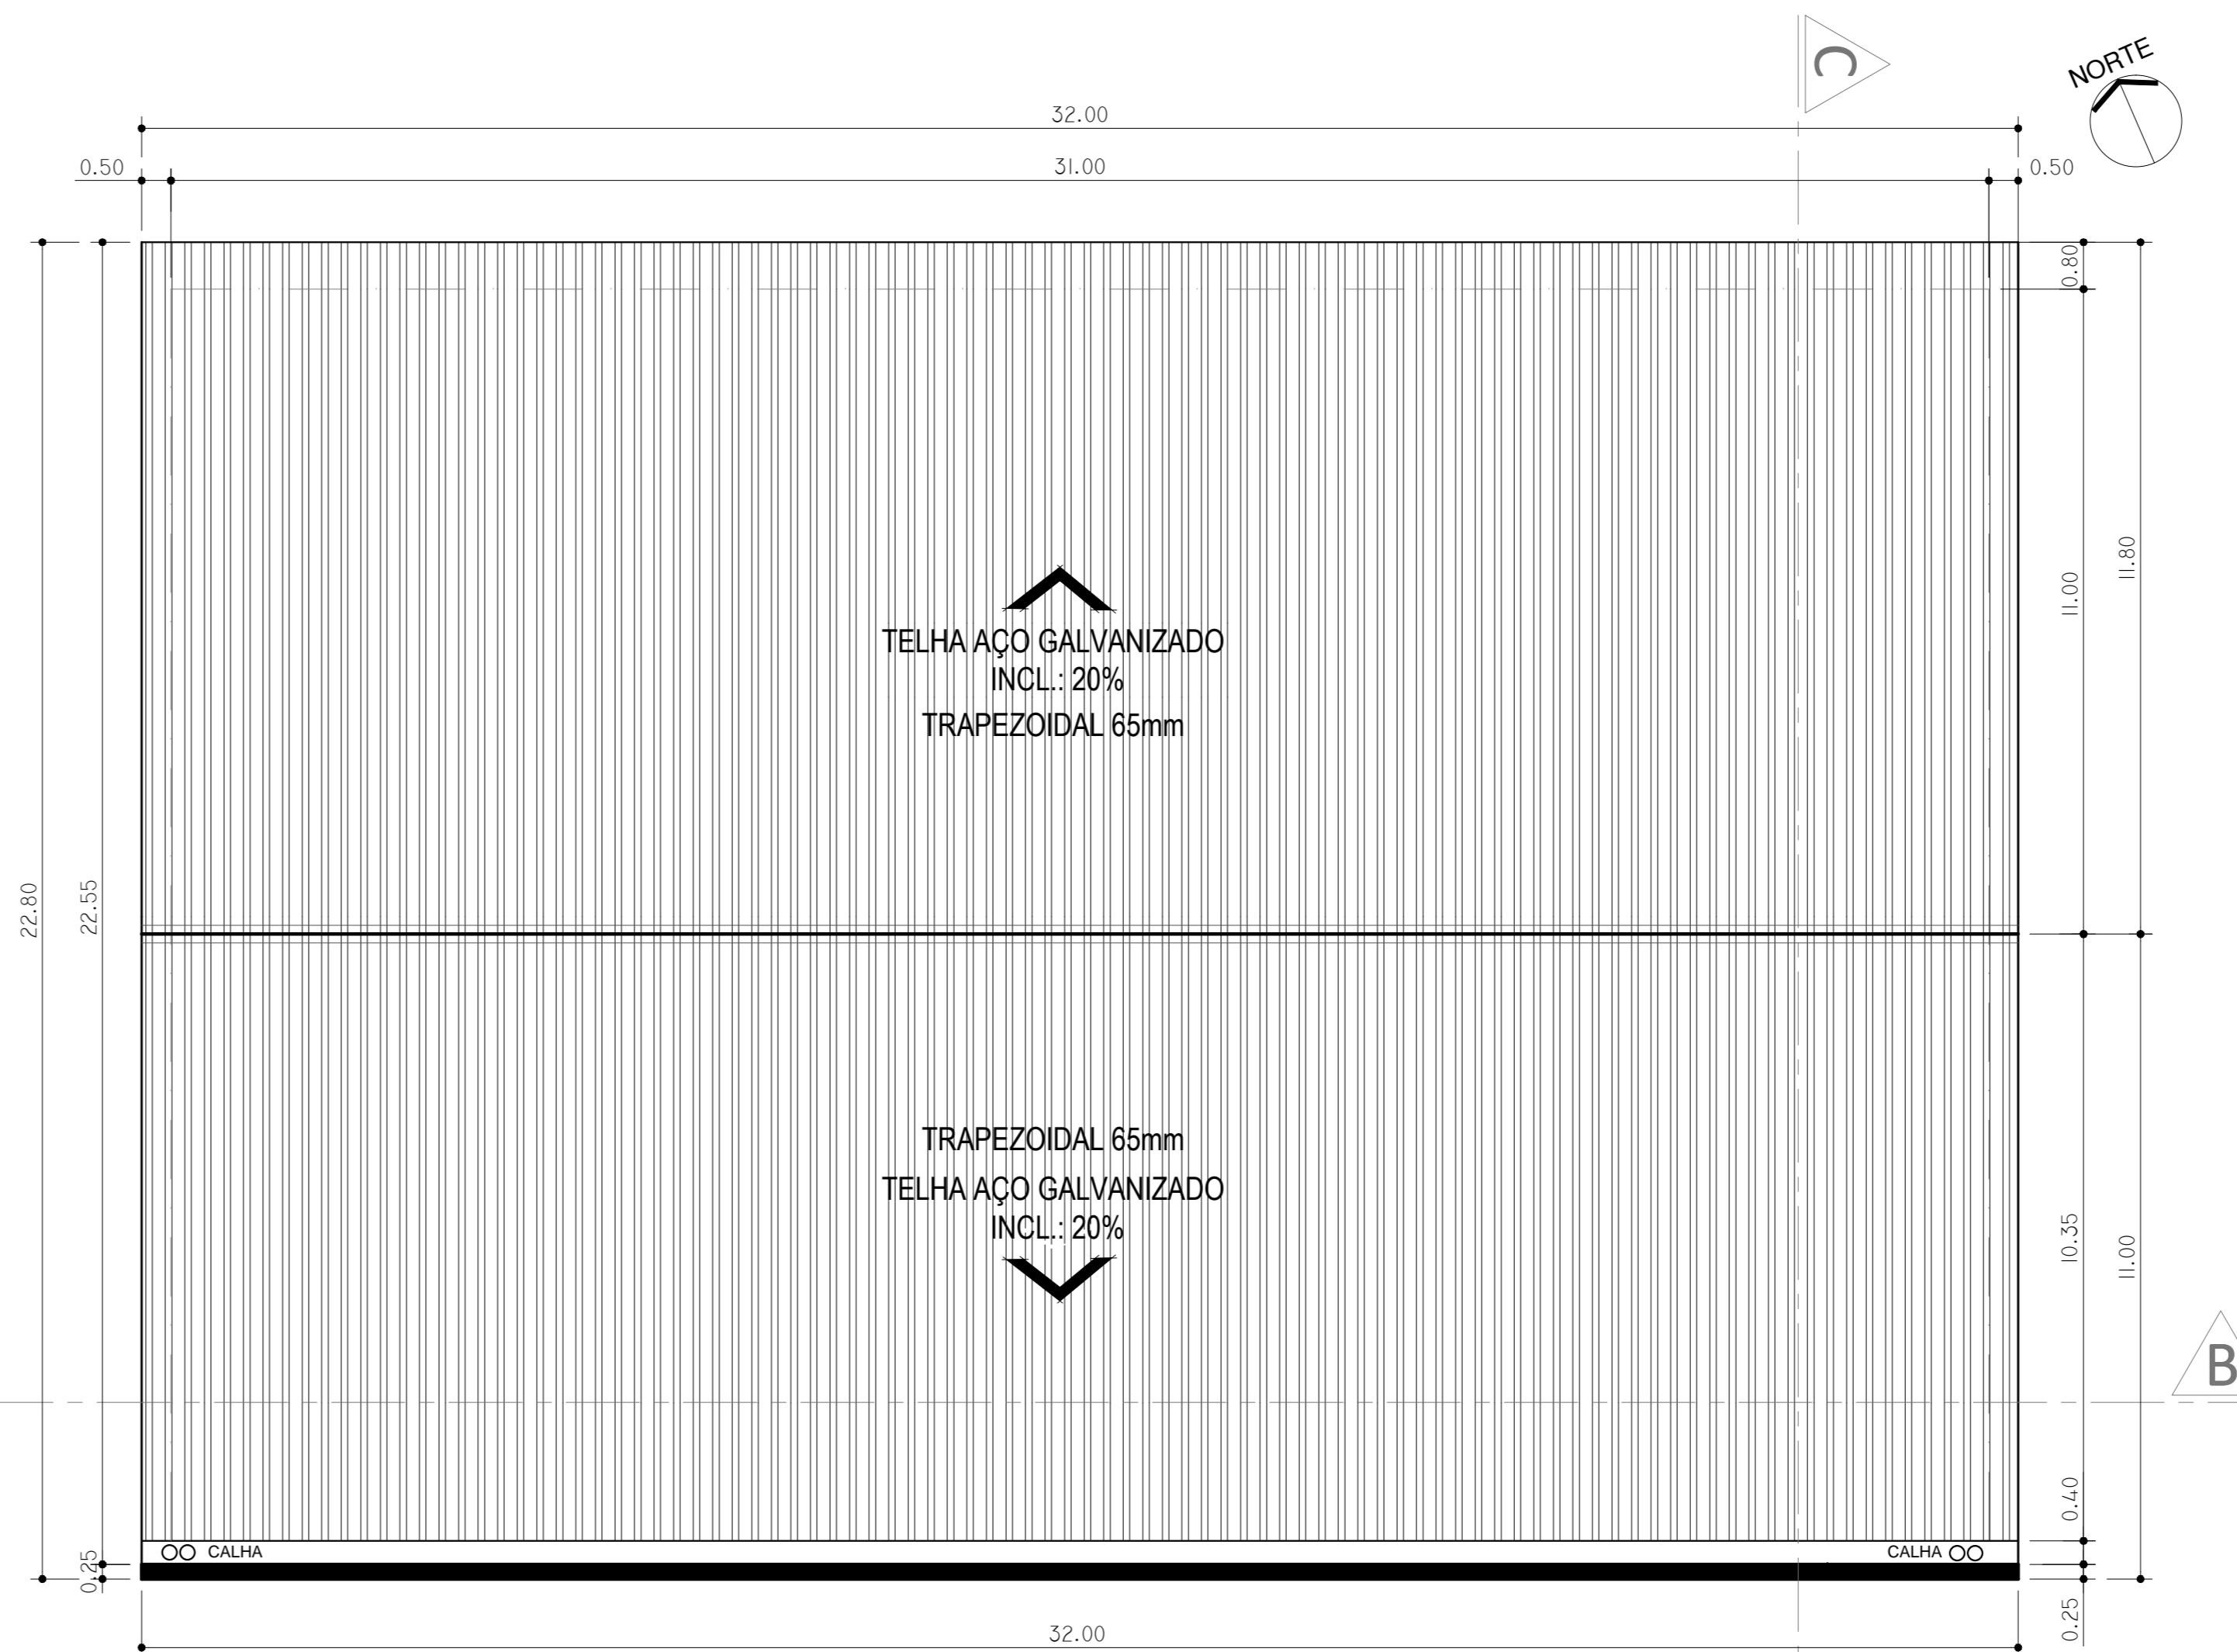 C
NORTE
32.00
0.50
31.00
0.50
0.80
11.80
11.00
TELHA AÇO GALVANIZADO
INCL.: 20%
TRAPEZOIDAL 65mm
22.80
22.55
TRAPEZOIDAL 65mm
TELHA AÇO GALVANIZADO
INCL.: 20%
10.35
11.00
B
0.40
CALHA
CALHA
0.25
0.25
32.00